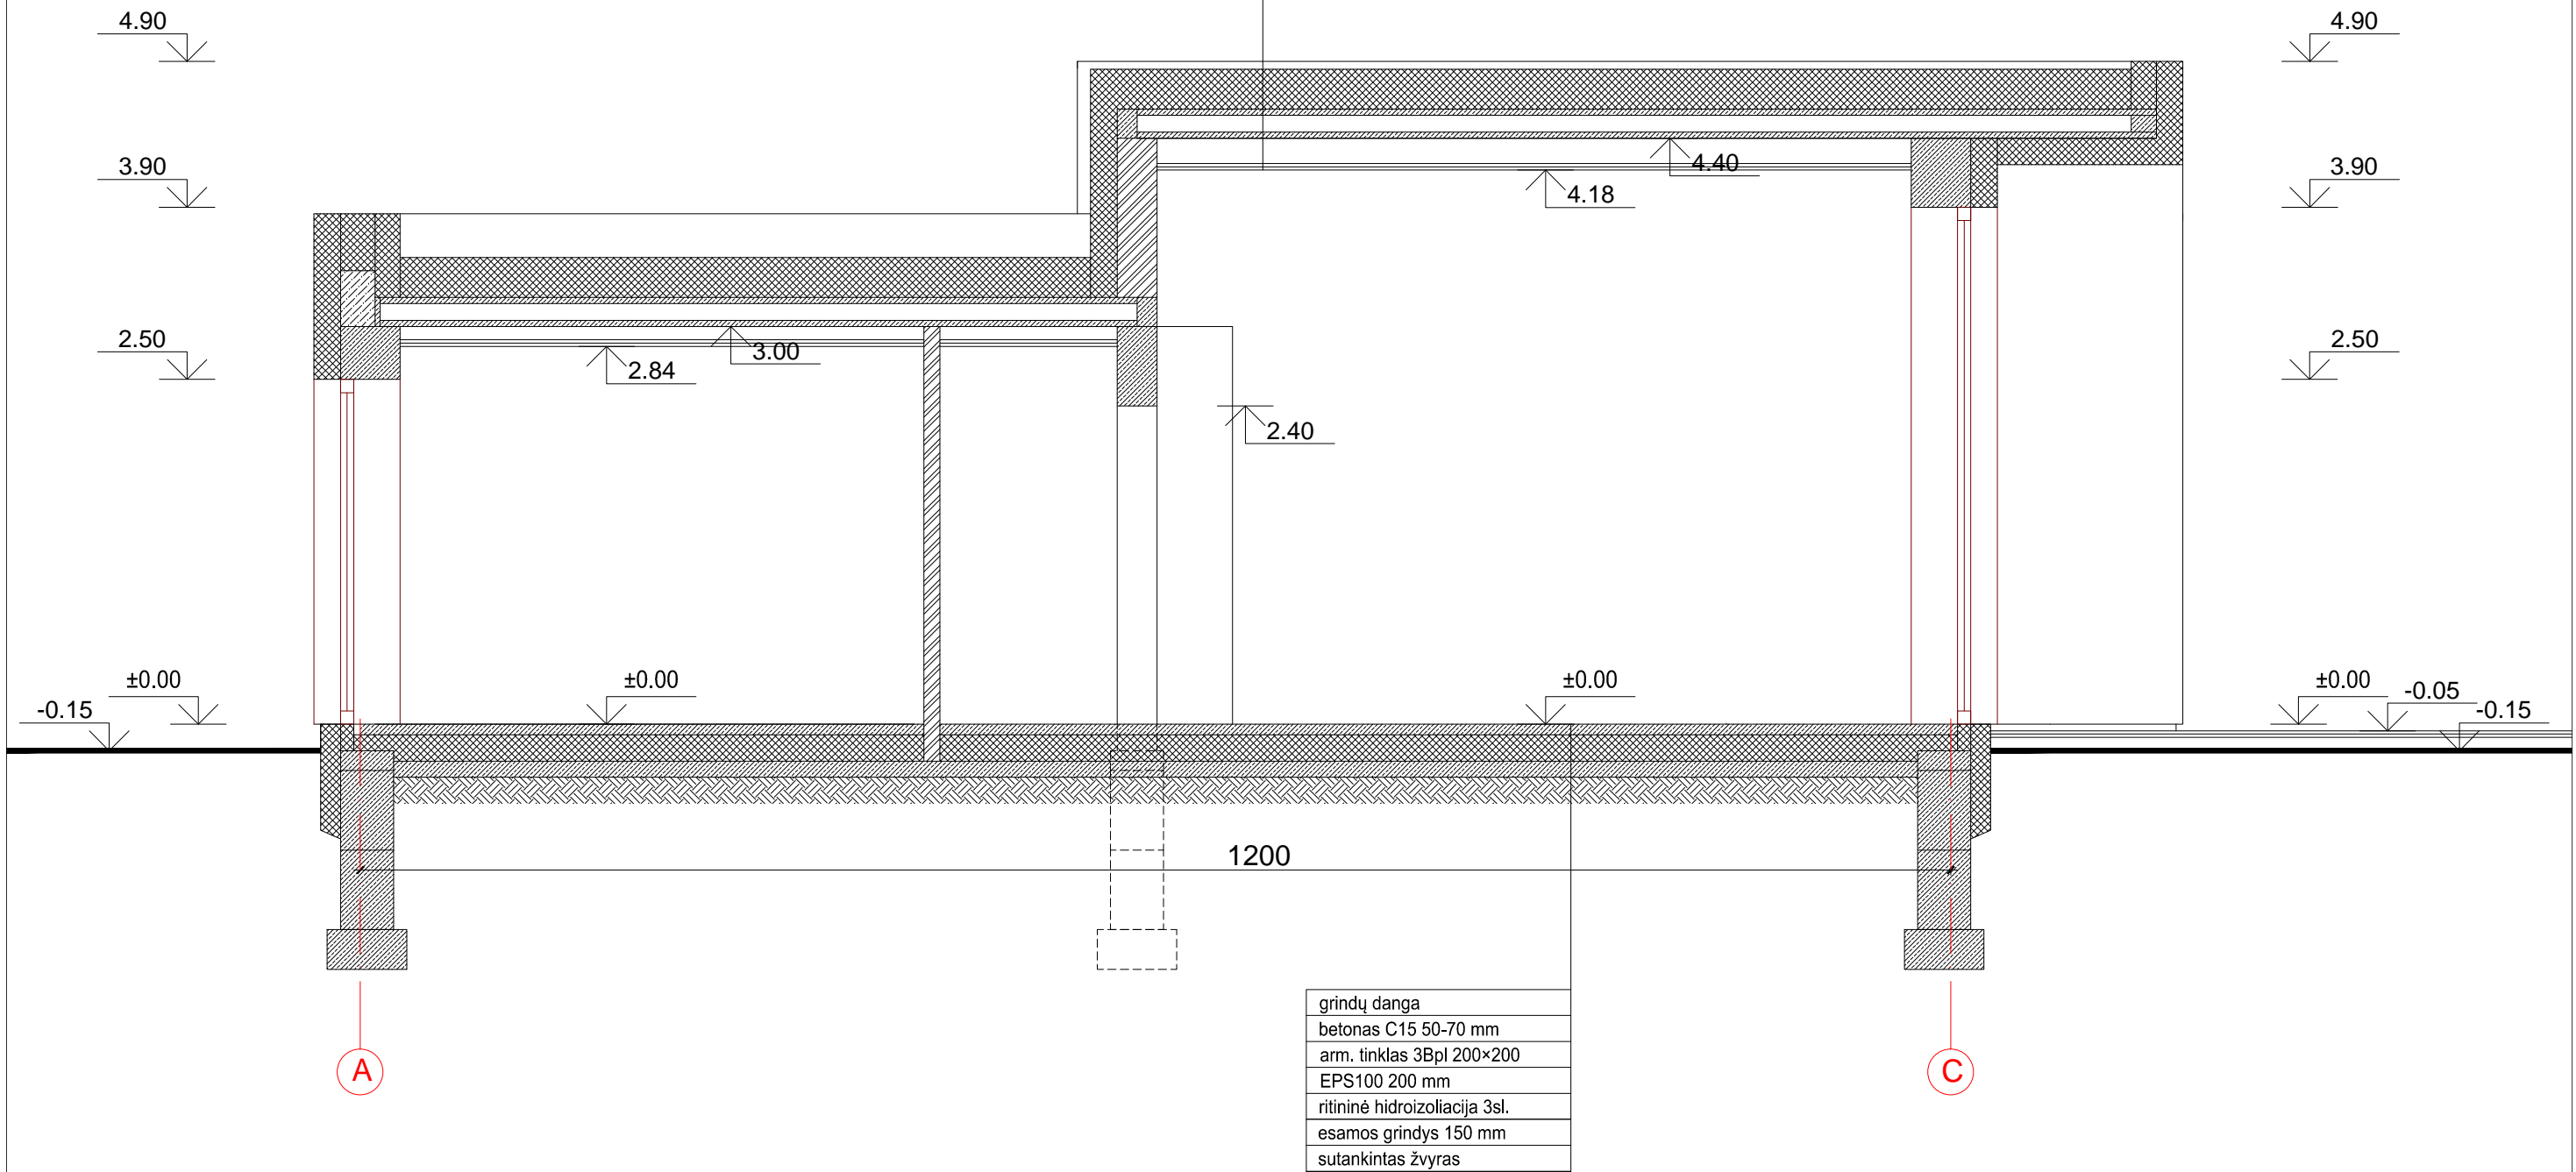 4.90
4.90
3.90
4.40
3.90
4.18
2.50
3.00
2.50
2.84
2.40
±0.00
±0.00
±0.00
±0.00
-0.05
-0.15
-0.15
1200
grindų danga
betonas C15 50-70 mm
arm. tinklas 3BpI 200×200
EPS100 200 mm
ritininė hidroizoliacija 3sl.
esamos grindys 150 mm
sutankintas žvyras
A
C